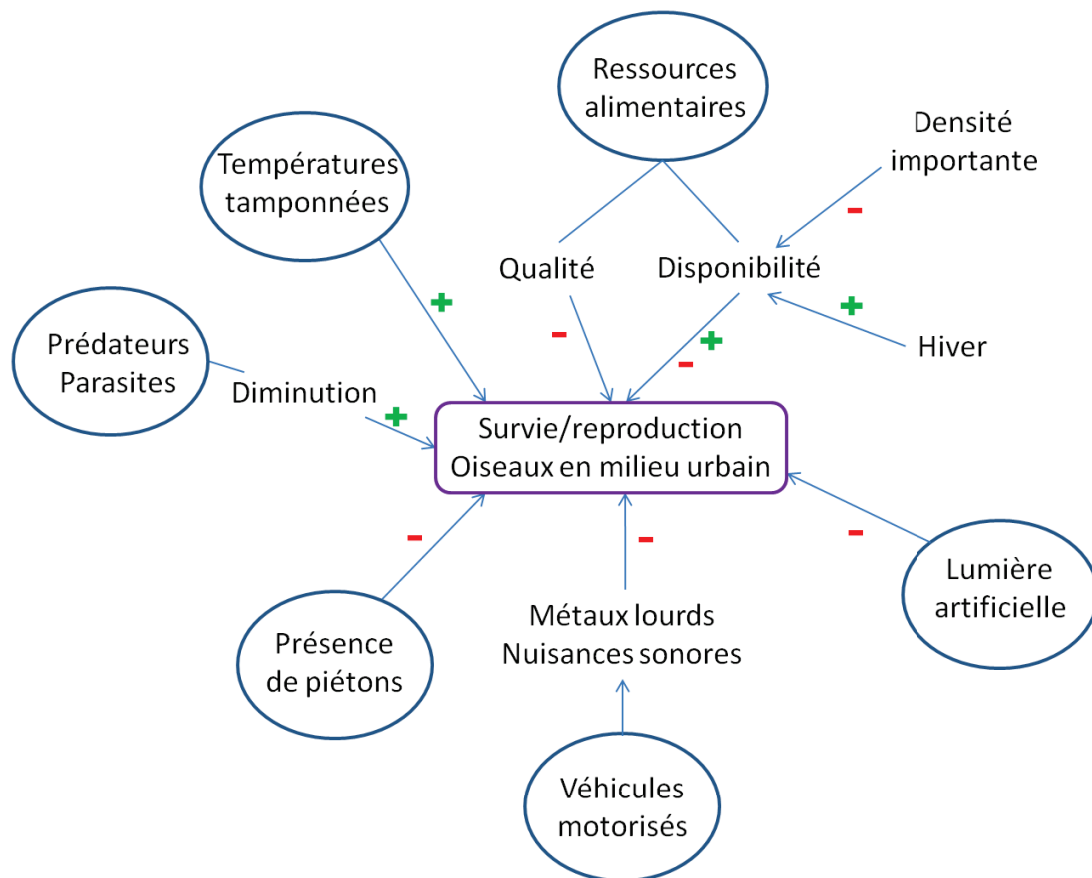 Ressources
alimentaires
Densité
importante
Températures
tamponnées
Qualité
Disponibilité
+
-
-
+
-
+
Hiver
Prédateurs
Parasites
Diminution
+
Survie/reproduction
Oiseaux en milieu urbain
-
-
-
Lumière
artificielle
Métaux lourds
Nuisances sonores
Présence
de piétons
Véhicules
motorisés